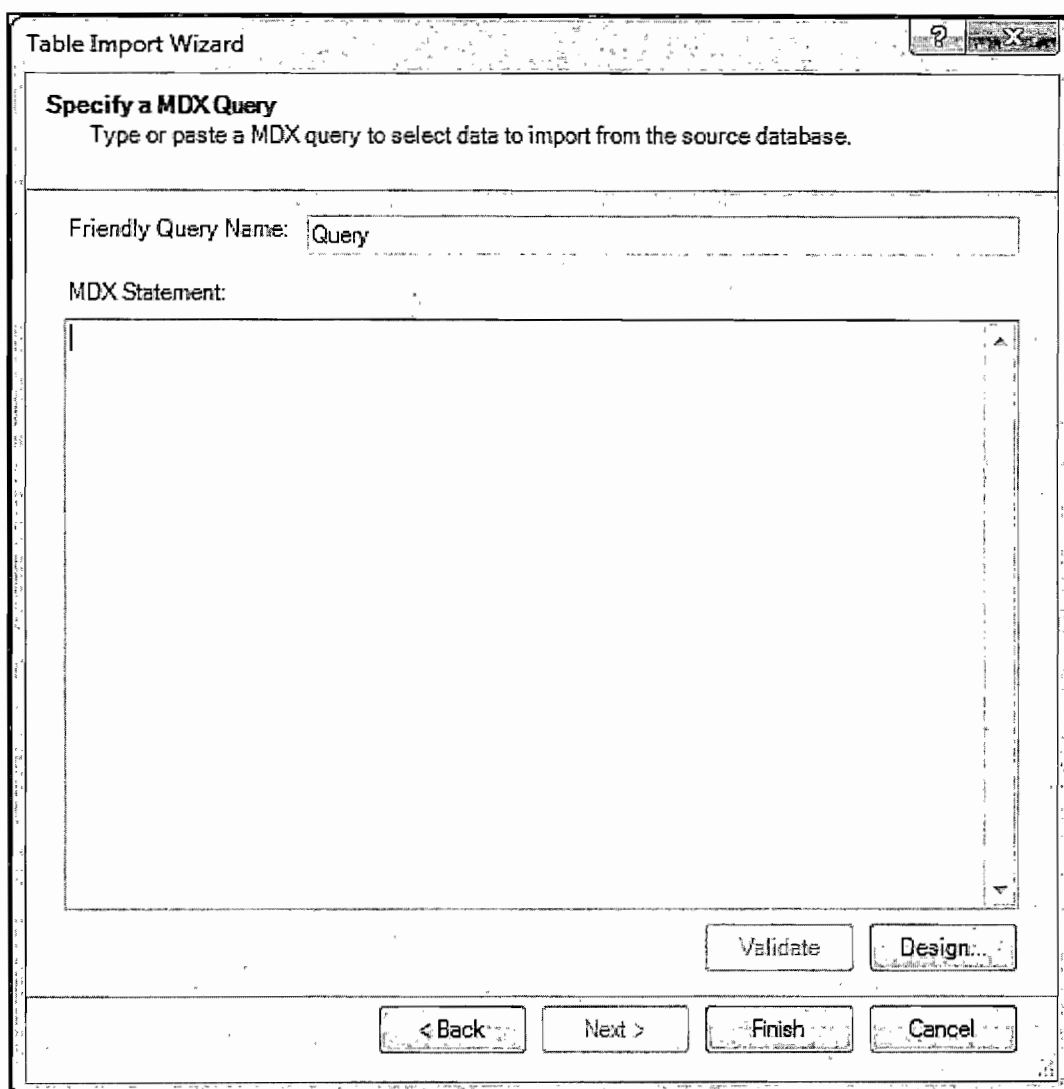 Table Import Wizard
?
X
Specify a MDX Query
Type or paste a MDX query to select data to import from the source database.
Friendly Query Name: Query
MDX Statement:
Validate Design...
< Back Next > Finish Cancel